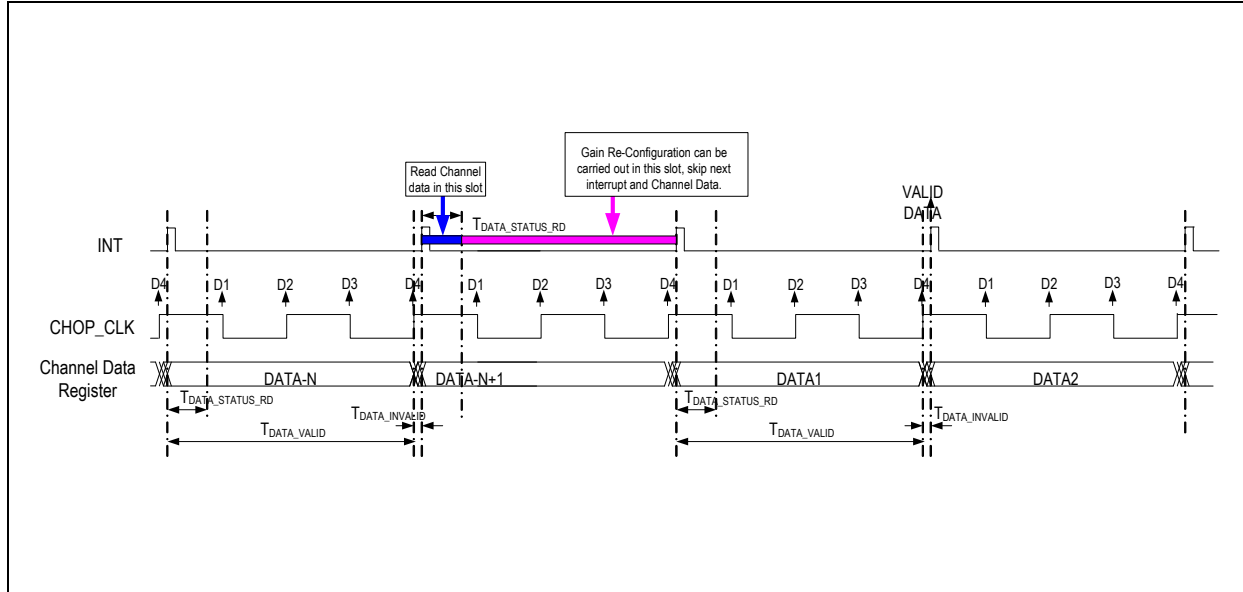 Read Channel
data in this slot
Gain Re-Configuration can be
carried out in this slot, skip next
interrupt and Channel Data.
VALID
DATA
TDATA_STATUS_RD
INT
D4 D1 D2 D3 D4 D1 D2 D3 D4 D1 D2 D3 D4 D1 D2 D3 D4
CHOP_CLK
Channel Data
Register
DATA-N DATA-N+1 DATA1 DATA2
TDATA_STATUS_RD TDATA_STATUS_RD
TDATA_INVALID TDATA_INVALID
TDATA_VALID TDATA_VALID